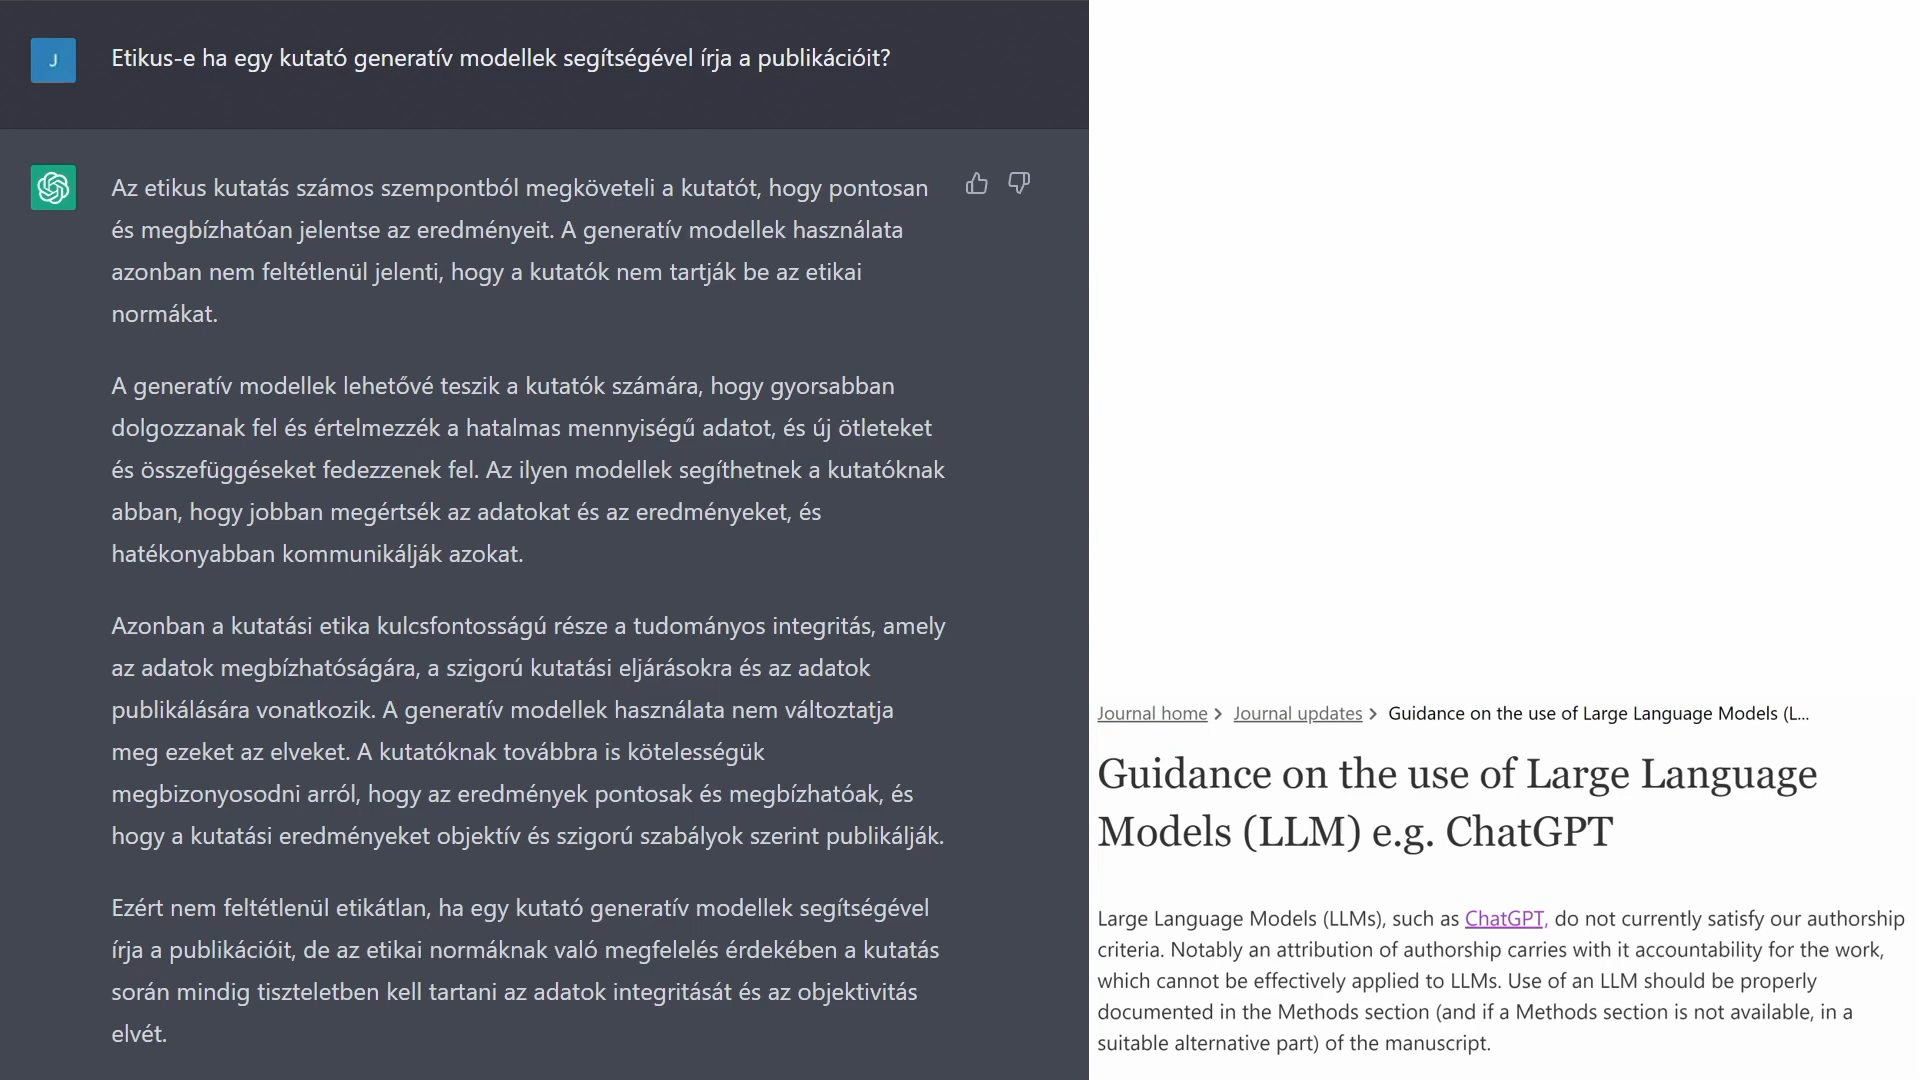 J
Etikus-e ha egy kutató generatív modellek segítségével írja a publikációit?
Az etikus kutatás számos szempontból megköveteli a kutatót, hogy pontosan
és megbízhatóan jelentse az eredményeit. A generatív modellek használata
azonban nem feltétlenül jelenti, hogy a kutatók nem tartják be az etikai
normákat.
A generatív modellek lehetővé teszik a kutatók számára, hogy gyorsabban
dolgozzanak fel és értelmezzék a hatalmas mennyiségű adatot, és új ötleteket
és összefüggéseket fedezzenek fel. Az ilyen modellek segíthetnek a kutatóknak
abban, hogy jobban megértsék az adatokat és az eredményeket, és
hatékonyabban kommunikálják azokat.
Azonban a kutatási etika kulcsfontosságú része a tudományos integritás, amely
az adatok megbízhatóságára, a szigorú kutatási eljárásokra és az adatok
publikálására vonatkozik. A generatív modellek használata nem változtatja
meg ezeket az elveket. A kutatóknak továbbra is kötelességük
megbizonyosodni arról, hogy az eredmények pontosak és megbízhatóak, és
hogy a kutatási eredményeket objektív és szigorú szabályok szerint publikálják.
Ezért nem feltétlenül etikátlan, ha egy kutató generatív modellek segítségével
írja a publikációit, de az etikai normáknak való megfelelés érdekében a kutatás
során mindig tiszteletben kell tartani az adatok integritását és az objektivitás
elvét.
Journal home > Journal updates > Guidance on the use of Large Language Models (L...
Guidance on the use of Large Language
Models (LLM) e.g. ChatGPT
Large Language Models (LLMs), such as ChatGPT, do not currently satisfy our authorship
criteria. Notably an attribution of authorship carries with it accountability for the work,
which cannot be effectively applied to LLMs. Use of an LLM should be properly
documented in the Methods section (and if a Methods section is not available, in a
suitable alternative part) of the manuscript.